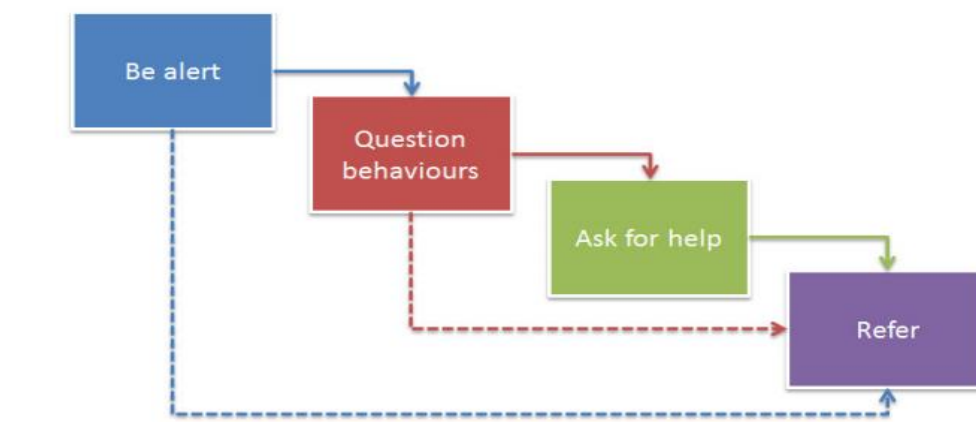 Be alert
Question
behaviours
Ask for help
Refer